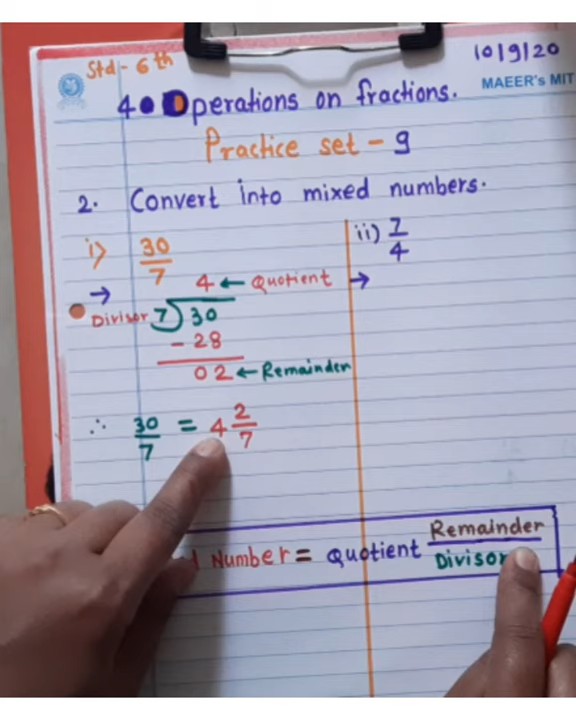 Std - 6th
10/9/20
MAEER's MIT
4. Operations on fractions.
Practice set - 9
2. Convert into mixed numbers.
i) 30/7
→
4 ← Quotient
Divisor 7)30
- 28
02 ← Remainder
∴ 30/7 = 4 2/7
ii) 7/4
→
Number = Quotient Remainder/Divisor